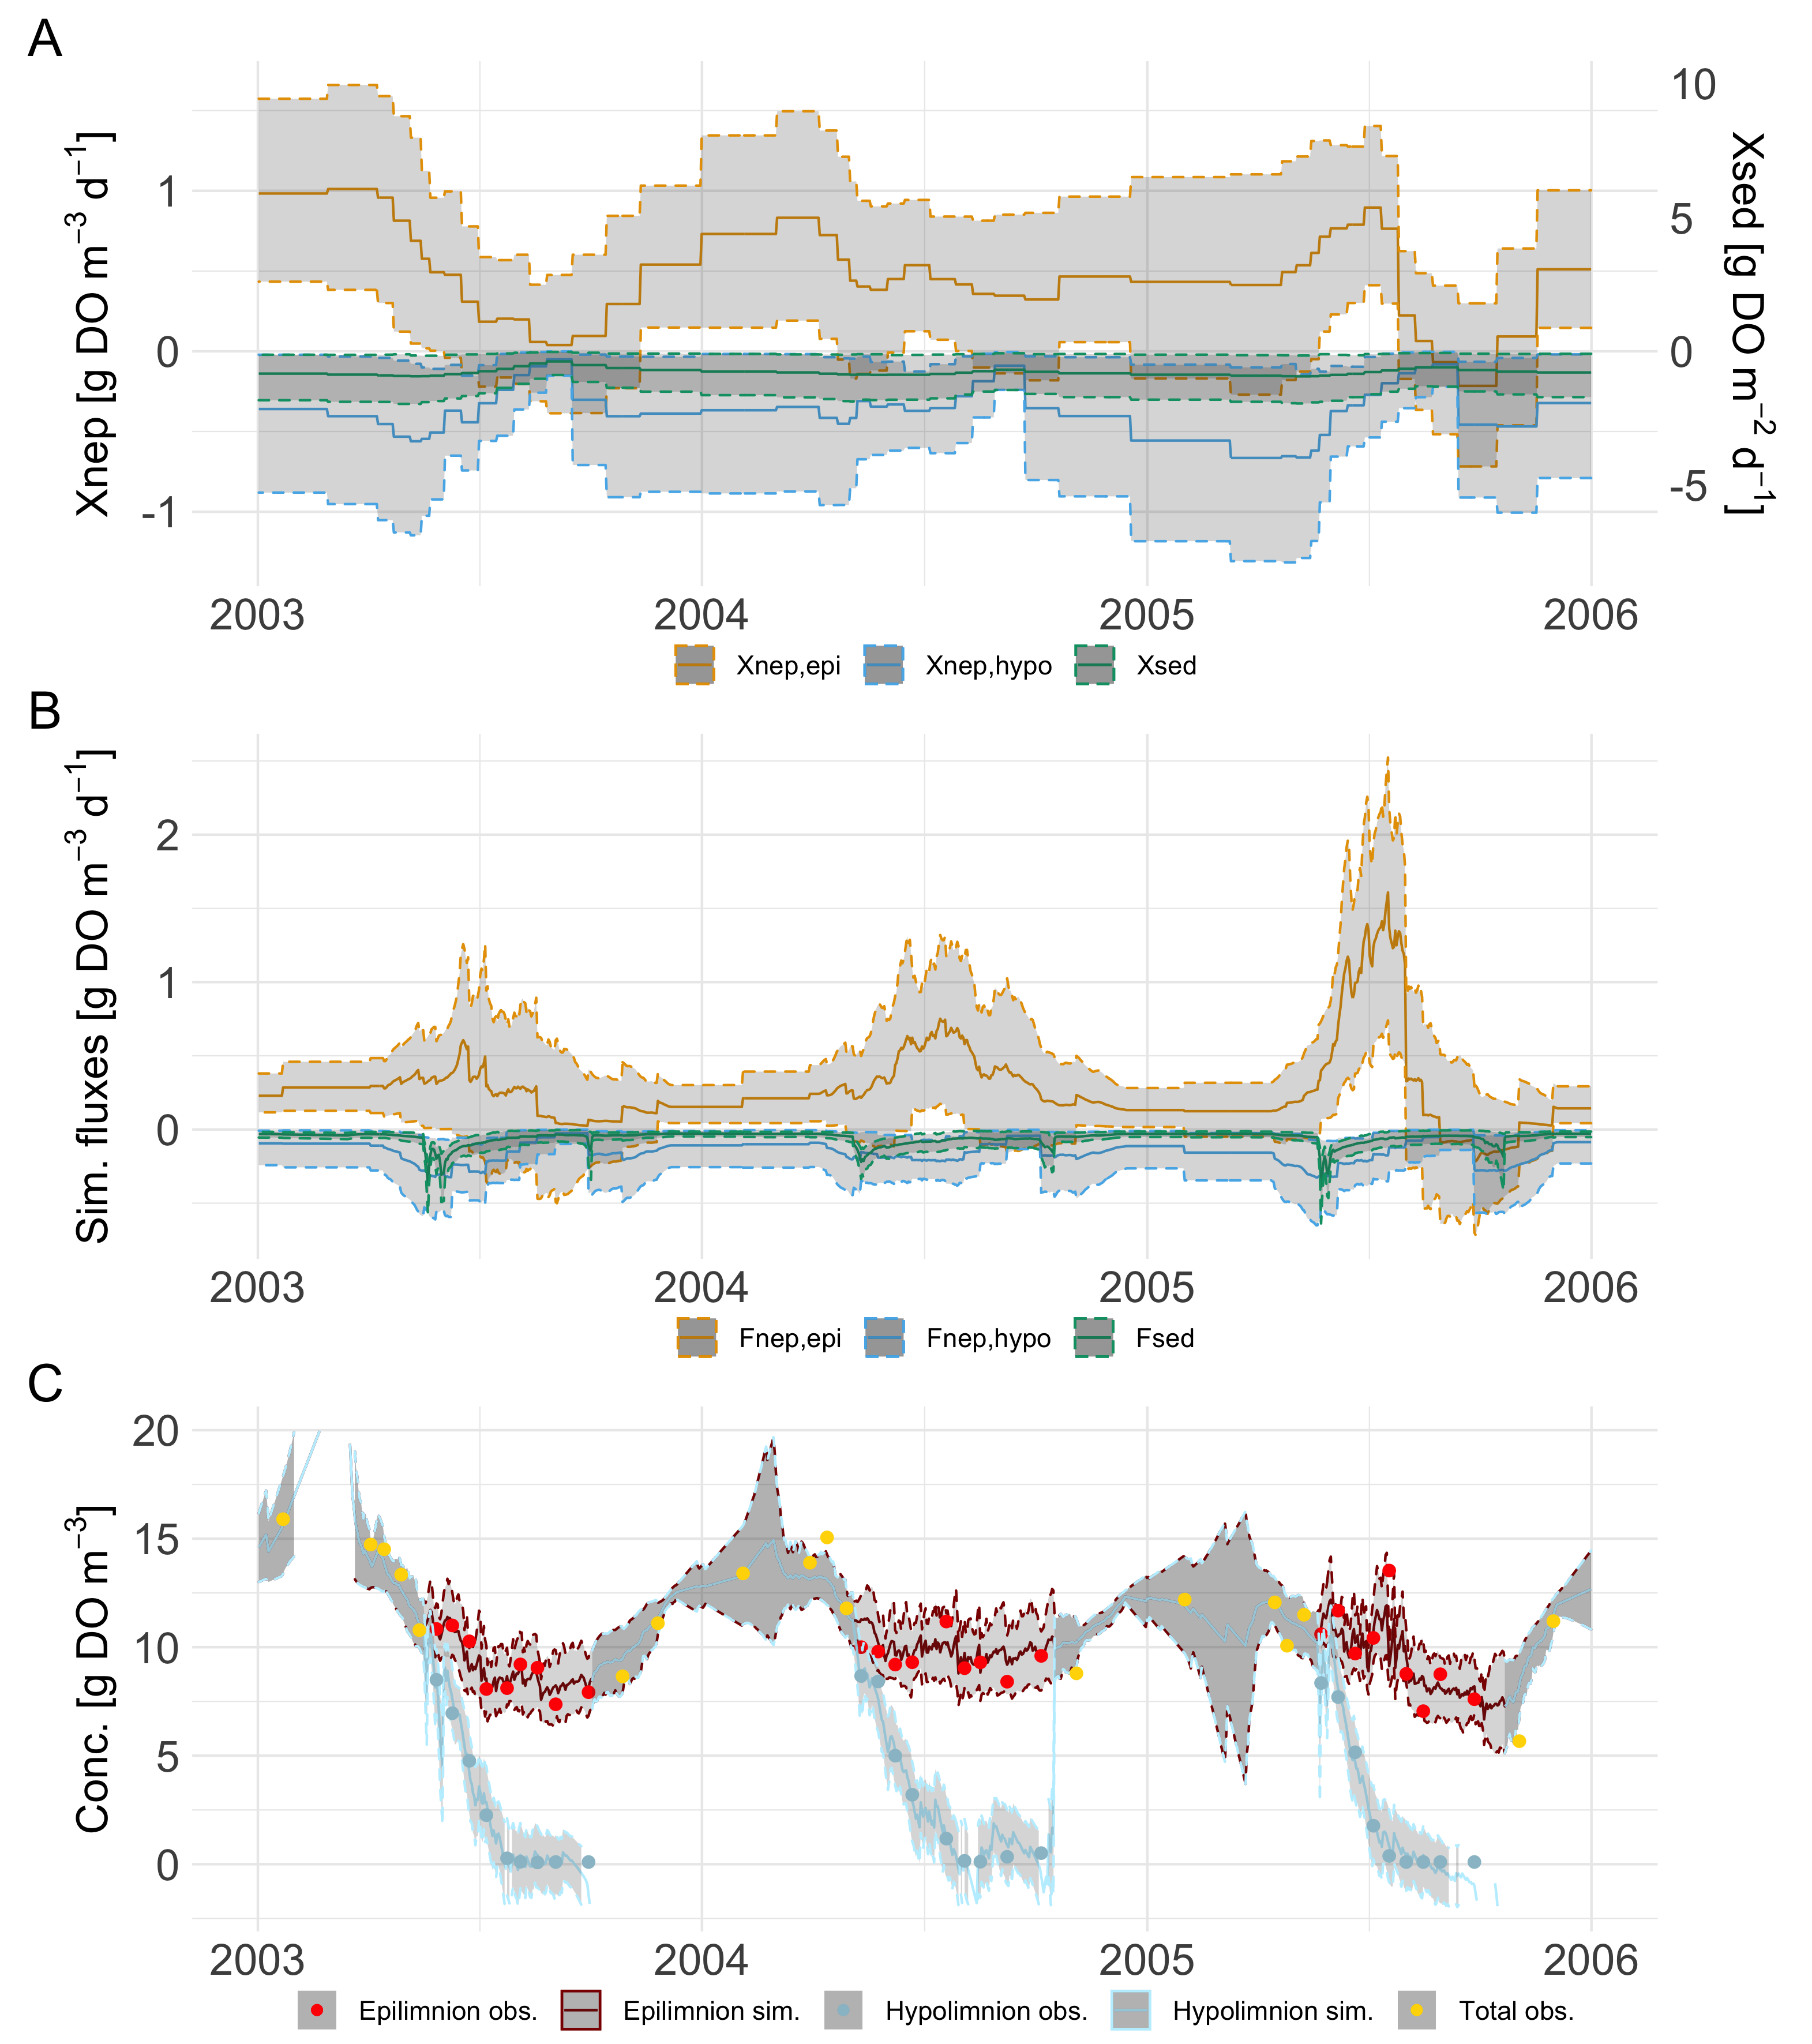 A
Xnep [g DO m⁻³ d⁻¹]
1
0
-1
10
5
0
-5
Xsed [g DO m⁻² d⁻¹]
2003 2004 2005 2006
Xnep,epi Xnep,hypo Xsed
B
Sim. fluxes [g DO m⁻³ d⁻¹]
2
1
0
2003 2004 2005 2006
Fnep,epi Fnep,hypo Fsed
C
Conc. [g DO m⁻³]
20
15
10
5
0
2003 2004 2005 2006
Epilimnion obs. Epilimnion sim. Hypolimnion obs. Hypolimnion sim. Total obs.